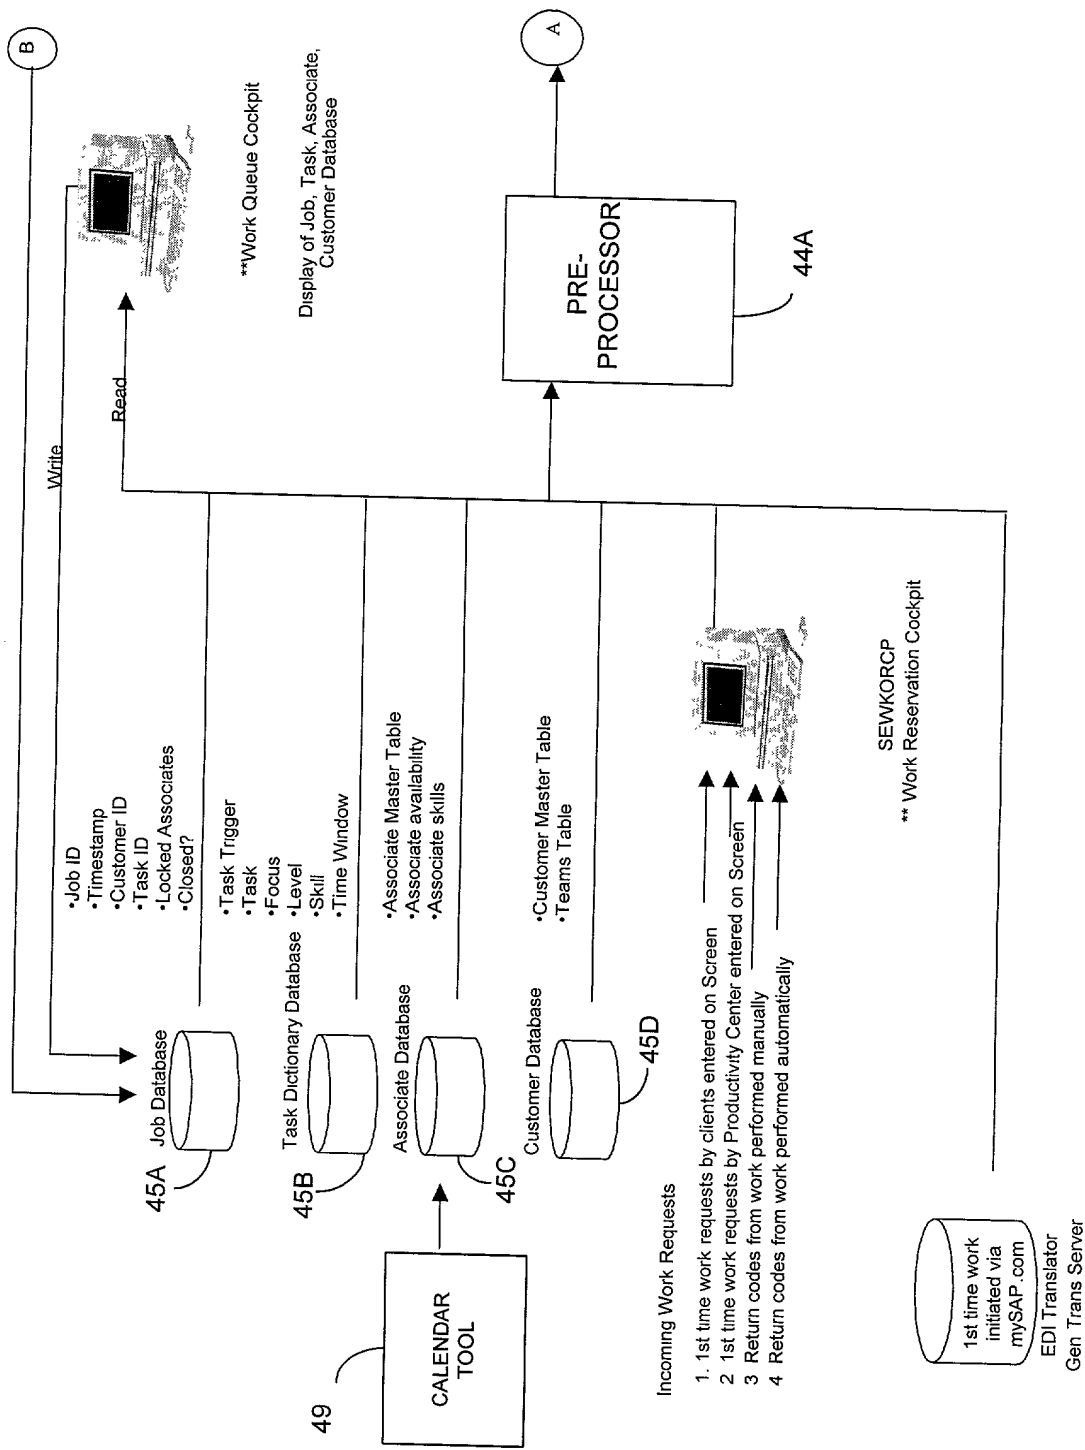 B
Write
Read
**Work Queue Cockpit
Display of Job, Task, Associate,
Customer Database
A
PRE-
PROCESSOR
44A
Job Database
45A
•Job ID
•Timestamp
•Customer ID
•Task ID
•Locked Associates
•Closed?
Task Dictionary Database
45B
•Task Trigger
•Task
•Focus
•Level
•Skill
•Time Window
Associate Database
45C
•Associate Master Table
•Associate availability
•Associate skills
Customer Database
45D
•Customer Master Table
•Teams Table
49
CALENDAR
TOOL
Incoming Work Requests
1. 1st time work requests by clients entered on Screen
2 1st time work requests by Productivity Center entered on Screen
3 Return codes from work performed manually
4 Return codes from work performed automatically
SEWKORCP
** Work Reservation Cockpit
1st time work
initiated via
mySAP.com
EDI Translator
Gen Trans Server